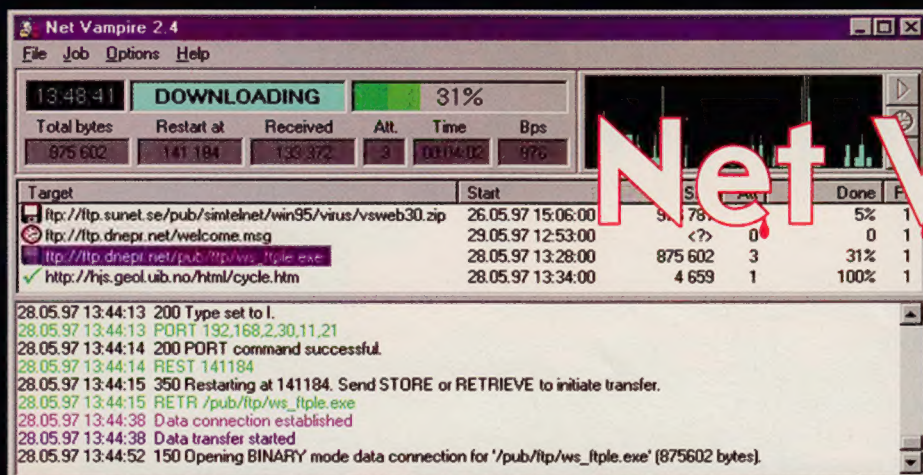 Net Vampire 2.4
File Job Options Help
13:48:41 DOWNLOADING 31%
Total bytes Restart at Received Att. Time Bps
875 602 141 184 133 372 3 00:04:02 976
Net V
Target Start Done
ftp://ftp.sunet.se/pub/simtelnet/win95/virus/vsweb30.zip 26.05.97 15:06:00 5% 1
ftp://ftp.dnepr.net/welcome.msg 29.05.97 12:53:00 <?> 0 0 1
ftp://ftp.dnepr.net/pub/ftp/ws_ftple.exe 28.05.97 13:28:00 875 602 3 31% 1
http://hjs.geol.uib.no/html/cycle.htm 28.05.97 13:34:00 4 659 1 100% 1
28.05.97 13:44:13 200 Type set to I.
28.05.97 13:44:13 PORT 192,168,2,30,11,21
28.05.97 13:44:14 200 PORT command successful.
28.05.97 13:44:14 REST 141184
28.05.97 13:44:15 350 Restarting at 141184. Send STORE or RETRIEVE to initiate transfer.
28.05.97 13:44:15 RETR /pub/ftp/ws_ftple.exe
28.05.97 13:44:38 Data connection established
28.05.97 13:44:38 Data transfer started
28.05.97 13:44:52 150 Opening BINARY mode data connection for '/pub/ftp/ws_ftple.exe' (875602 bytes).